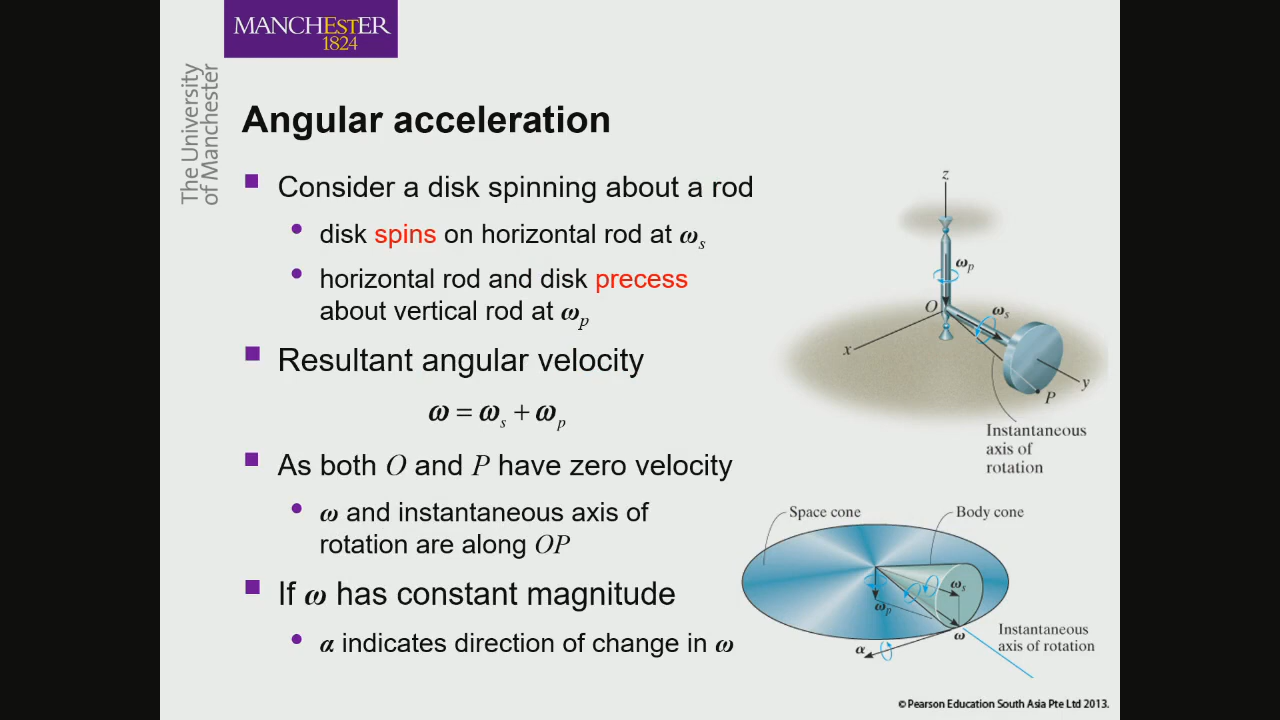 MANCHESTER
1824
The University
of Manchester
Angular acceleration
Consider a disk spinning about a rod
disk spins on horizontal rod at ωs
horizontal rod and disk precess
about vertical rod at ωp
Resultant angular velocity
ω = ωs + ωp
As both O and P have zero velocity
ω and instantaneous axis of
rotation are along OP
If ω has constant magnitude
α indicates direction of change in ω
z
ωp
O
ωs
x
y
P
Instantaneous
axis of
rotation
Space cone
Body cone
ωs
ωp
ω
α
Instantaneous
axis of rotation
© Pearson Education South Asia Pte Ltd 2013.